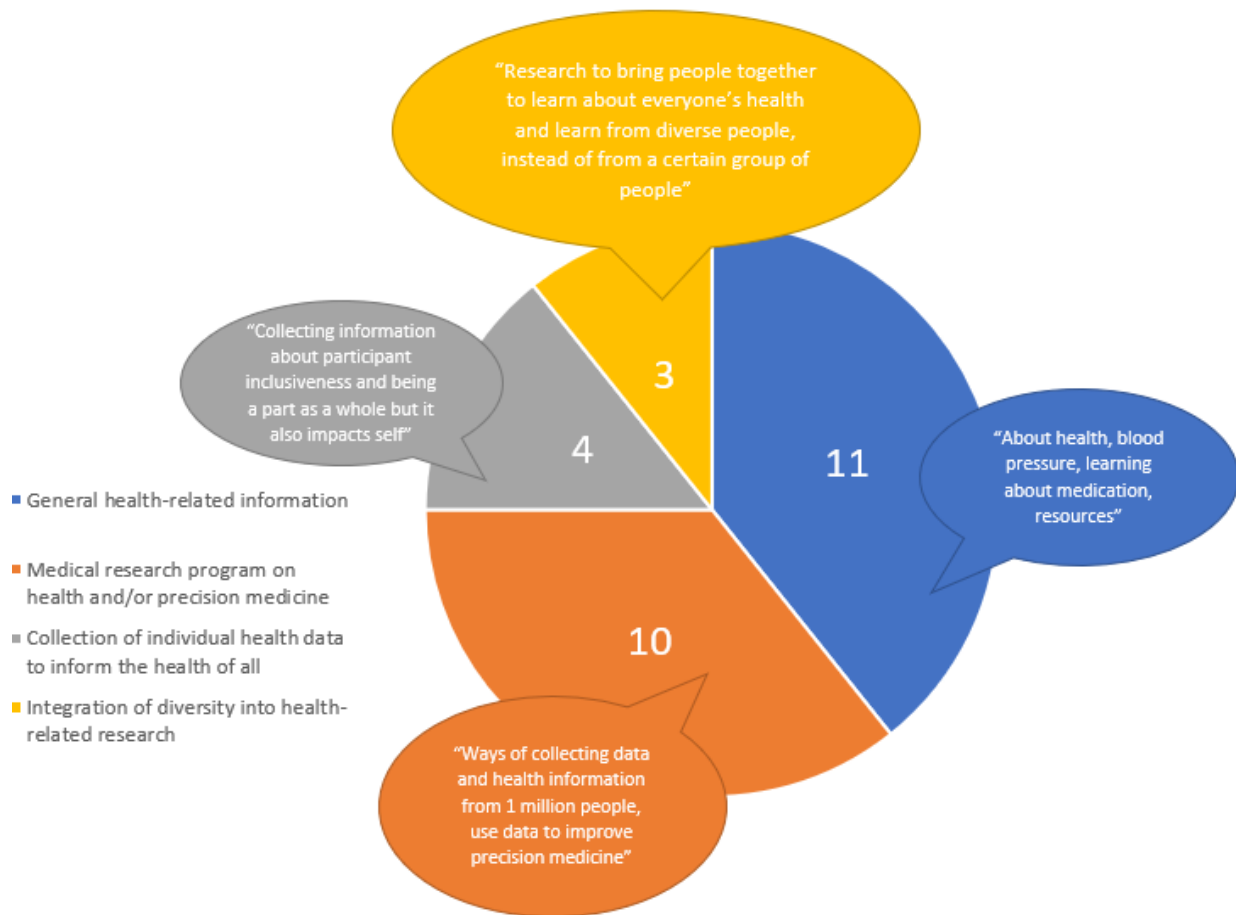 “Research to bring people together
to learn about everyone’s health
and learn from diverse people,
instead of from a certain group of
people”
“Collecting information
about participant
inclusiveness and being
a part as a whole but it
also impacts self”
3
4
11
“About health, blood
pressure, learning
about medication,
resources”
10
“Ways of collecting data
and health information
from 1 million people,
use data to improve
precision medicine”
General health-related information
Medical research program on
health and/or precision medicine
Collection of individual health data
to inform the health of all
Integration of diversity into health-
related research